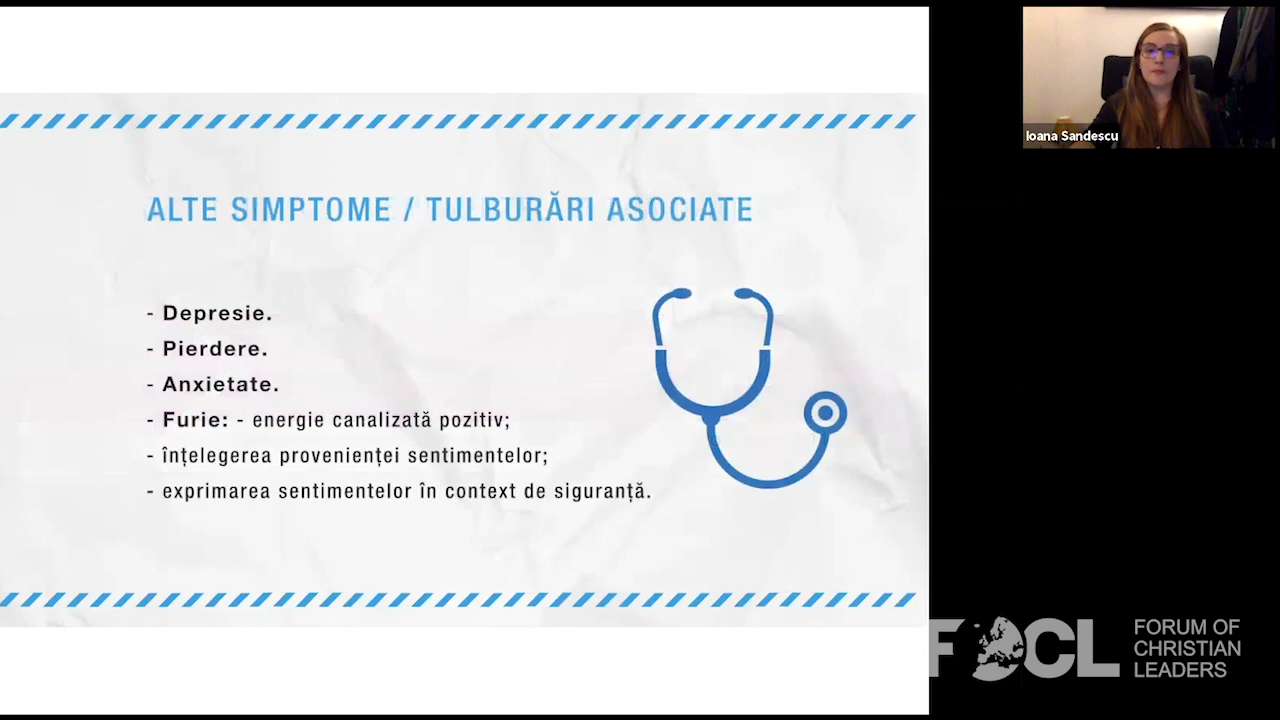 ALTE SIMPTOME / TULBURĂRI ASOCIATE
- Depresie.
- Pierdere.
- Anxietate.
- Furie: - energie canalizată pozitiv;
- înțelegerea provenienței sentimentelor;
- exprimarea sentimentelor în context de siguranță.
Ioana Sandescu
FOCL
FORUM OF
CHRISTIAN
LEADERS